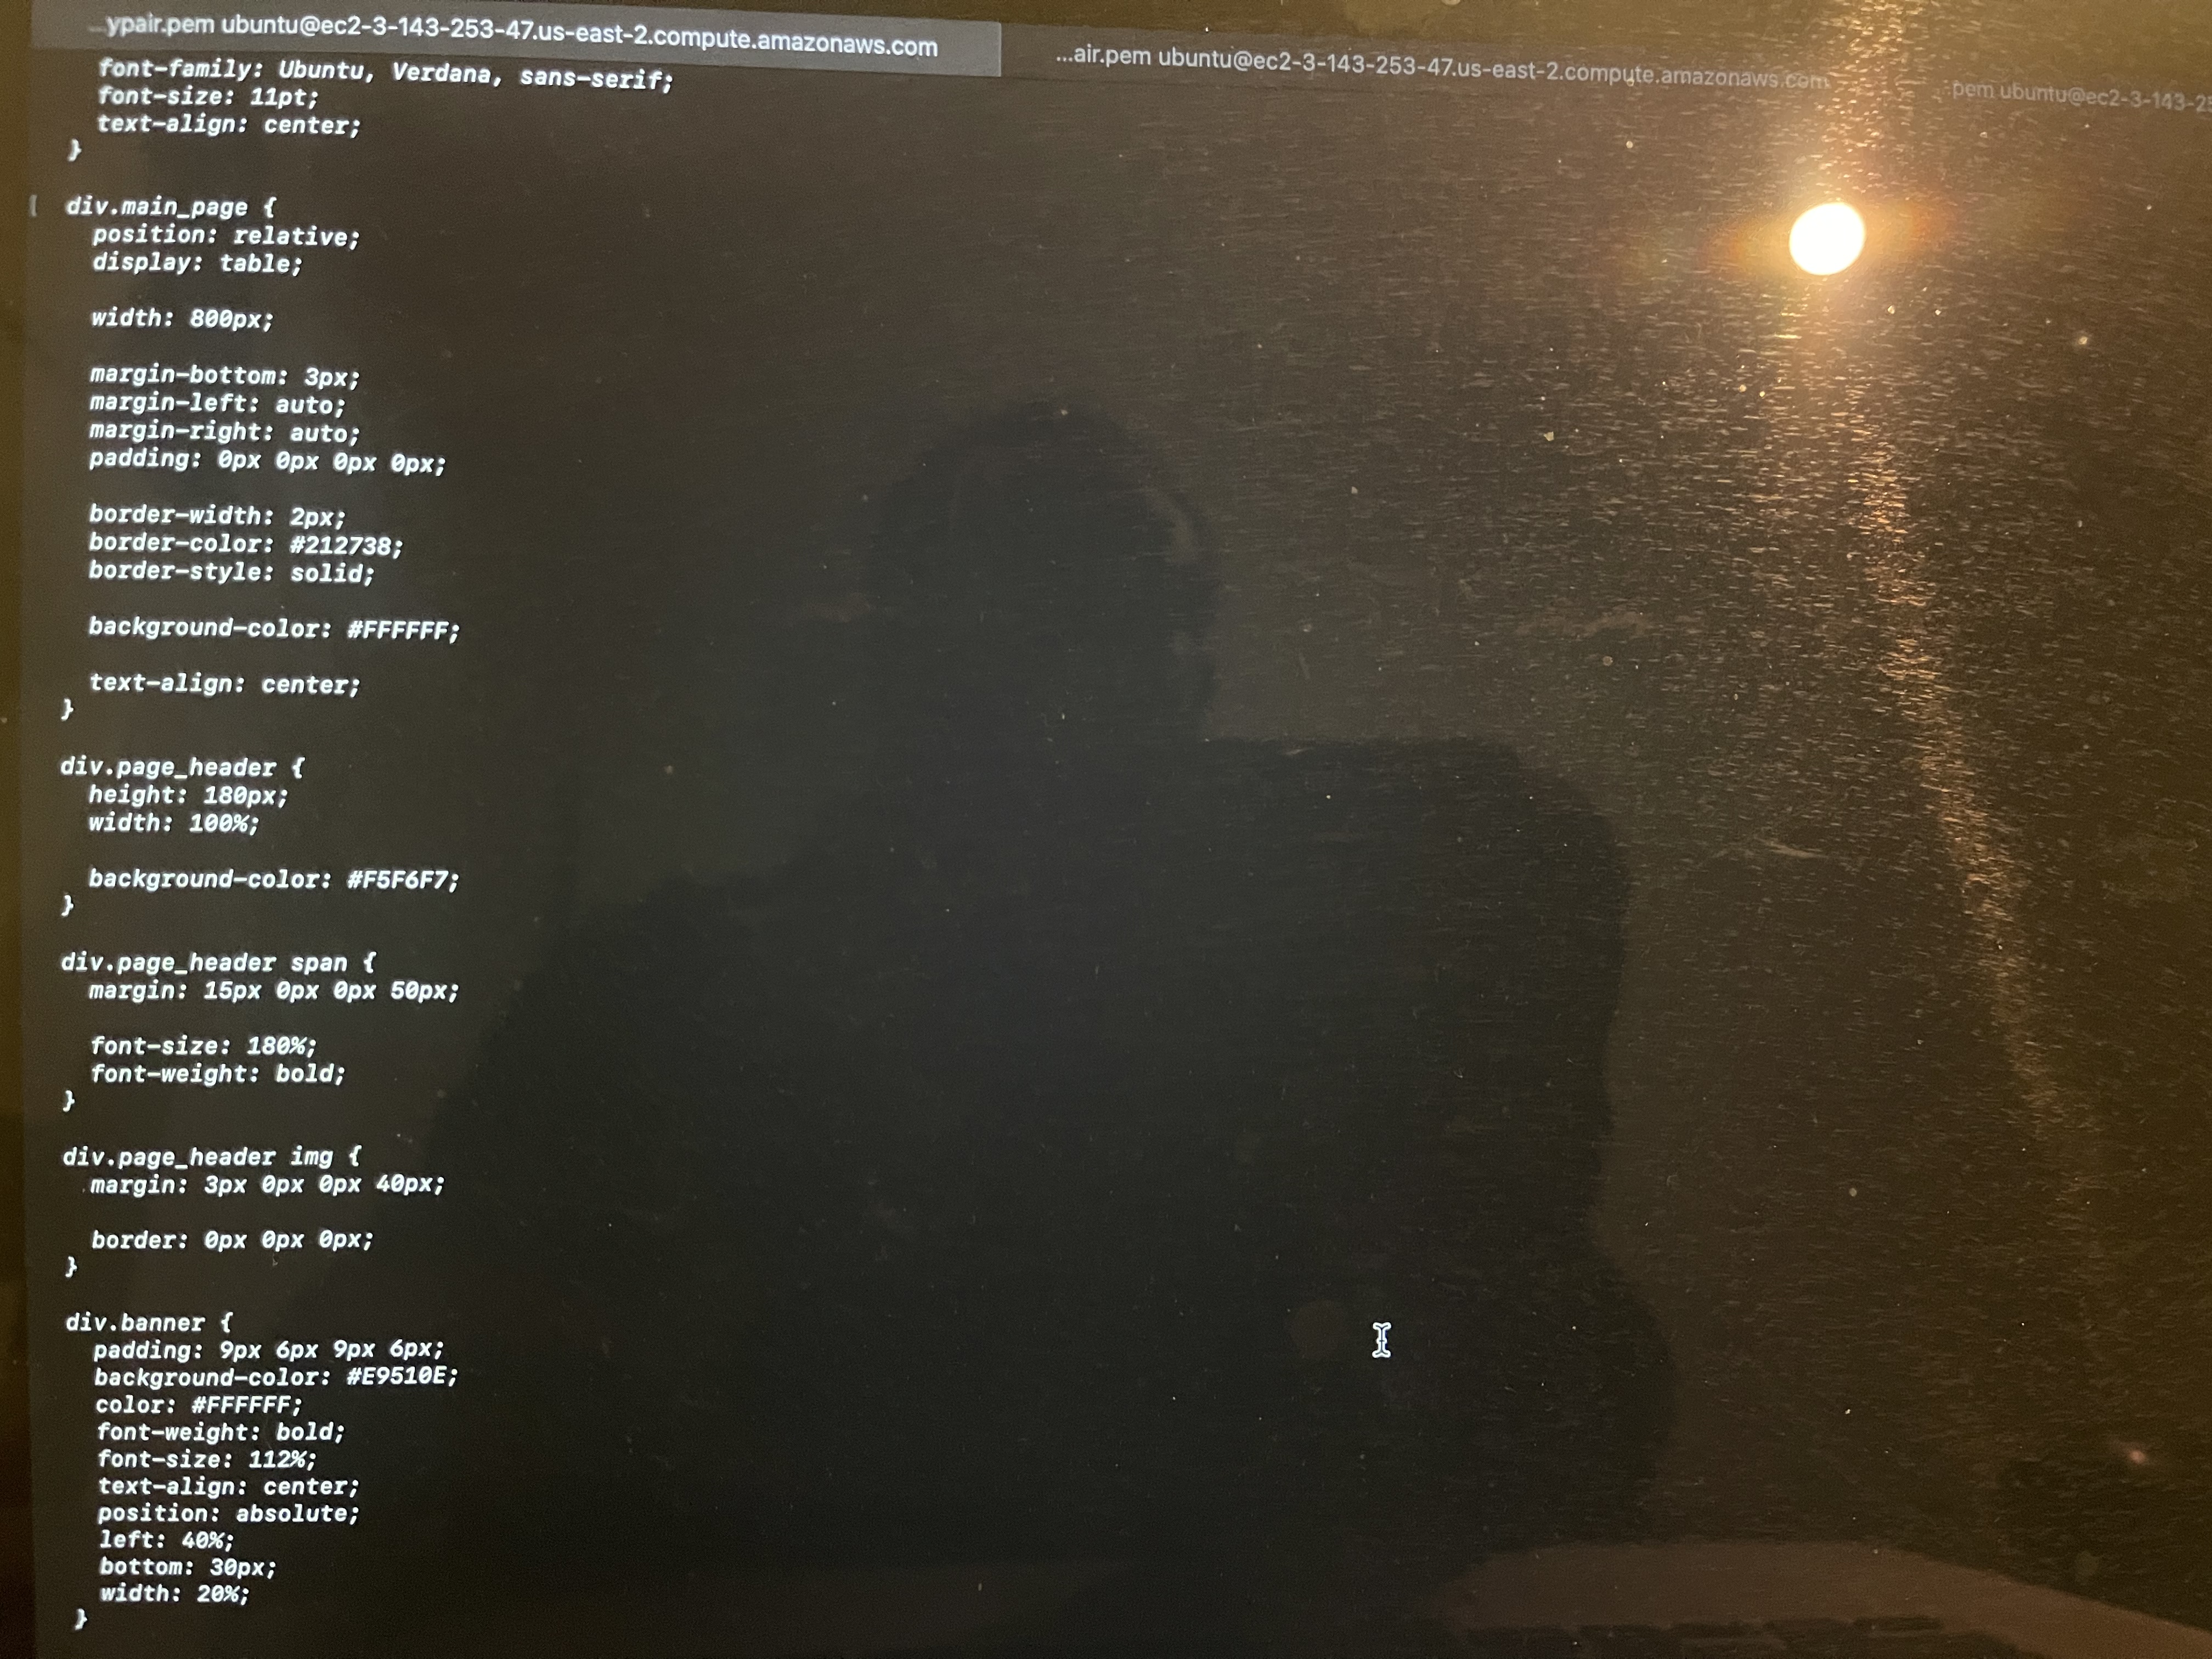 ...ypair.pem ubuntu@ec2-3-143-253-47.us-east-2.compute.amazonaws.com
...air.pem ubuntu@ec2-3-143-253-47.us-east-2.compute.amazonaws.com
pem ubuntu@ec2-3-143-25
font-family: Ubuntu, Verdana, sans-serif;
font-size: 11pt;
text-align: center;
}
[ div.main_page {
position: relative;
display: table;
width: 800px;
margin-bottom: 3px;
margin-left: auto;
margin-right: auto;
padding: 0px 0px 0px 0px;
border-width: 2px;
border-color: #212738;
border-style: solid;
background-color: #FFFFFF;
text-align: center;
}
div.page_header {
height: 180px;
width: 100%;
background-color: #F5F6F7;
}
div.page_header span {
margin: 15px 0px 0px 50px;
font-size: 180%;
font-weight: bold;
}
div.page_header img {
margin: 3px 0px 0px 40px;
border: 0px 0px 0px;
}
div.banner {
padding: 9px 6px 9px 6px;
background-color: #E9510E;
color: #FFFFFF;
font-weight: bold;
font-size: 112%;
text-align: center;
position: absolute;
left: 40%;
bottom: 30px;
width: 20%;
}